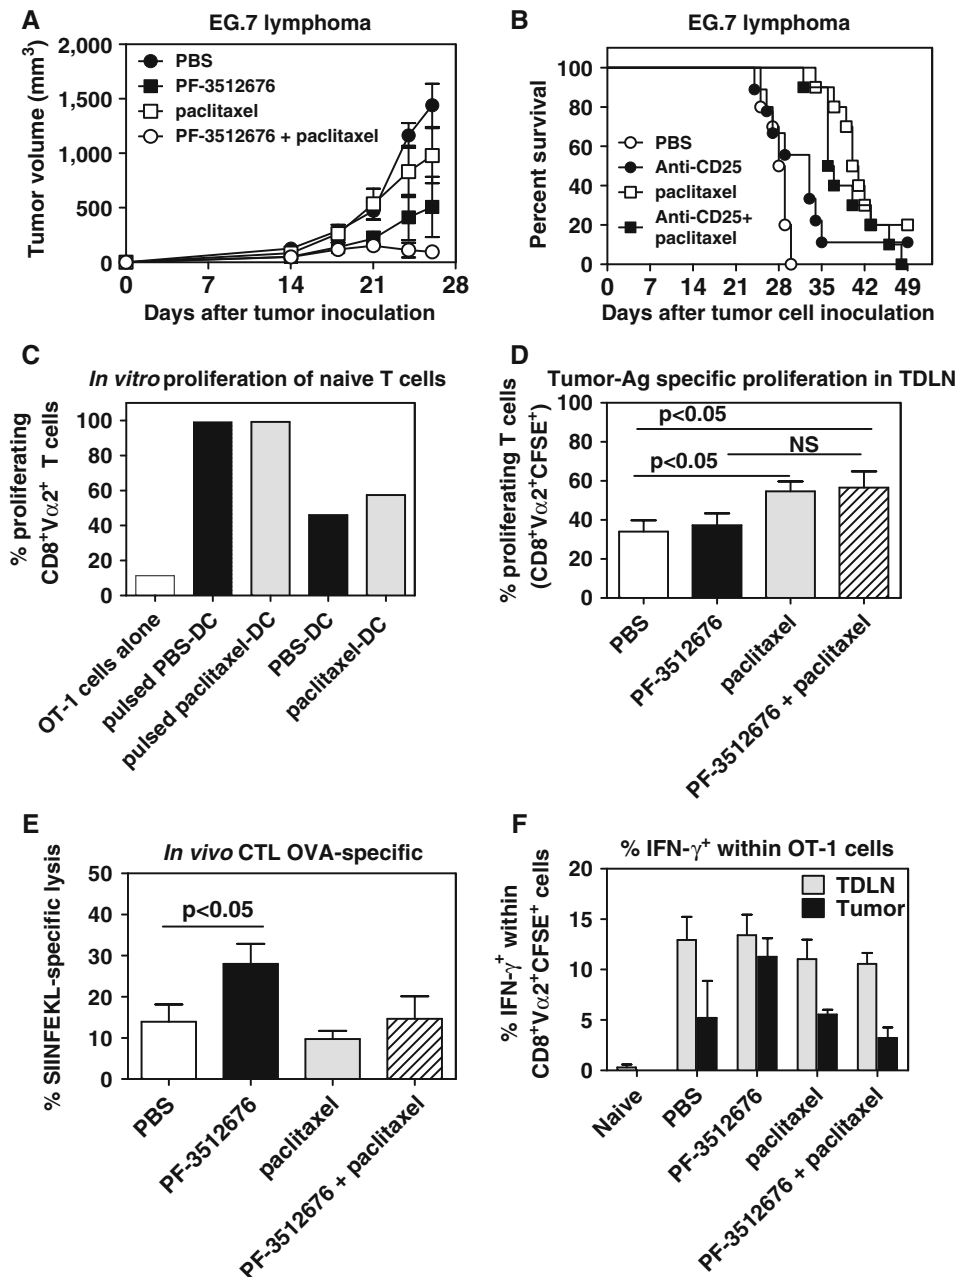 A
EG.7 lymphoma
Tumor volume (mm³)
2,000
1,500
1,000
500
0
PBS
PF-3512676
paclitaxel
PF-3512676 + paclitaxel
0 7 14 21 28
Days after tumor inoculation
B
EG.7 lymphoma
Percent survival
100
80
60
40
20
0
PBS
Anti-CD25
paclitaxel
Anti-CD25+
paclitaxel
0 7 14 21 28 35 42 49
Days after tumor cell inoculation
C
In vitro proliferation of naive T cells
% proliferating
CD8⁺Vα2⁺ T cells
100
80
60
40
20
0
OT-1 cells alone
pulsed PBS-DC
pulsed paclitaxel-DC
PBS-DC
paclitaxel-DC
D
Tumor-Ag specific proliferation in TDLN
% proliferating T cells
(CD8⁺Vα2⁺CFSE⁺)
100
80
60
40
20
0
p<0.05
NS
p<0.05
PBS
PF-3512676
paclitaxel
PF-3512676 + paclitaxel
E
In vivo CTL OVA-specific
% SIINFEKL-specific lysis
50
40
30
20
10
0
p<0.05
PBS
PF-3512676
paclitaxel
PF-3512676 + paclitaxel
F
% IFN-γ⁺ within OT-1 cells
% IFN-γ⁺ within
CD8⁺Vα2⁺CFSE⁺ cells
20
15
10
5
0
TDLN
Tumor
Naive
PBS
PF-3512676
paclitaxel
PF-3512676 + paclitaxel